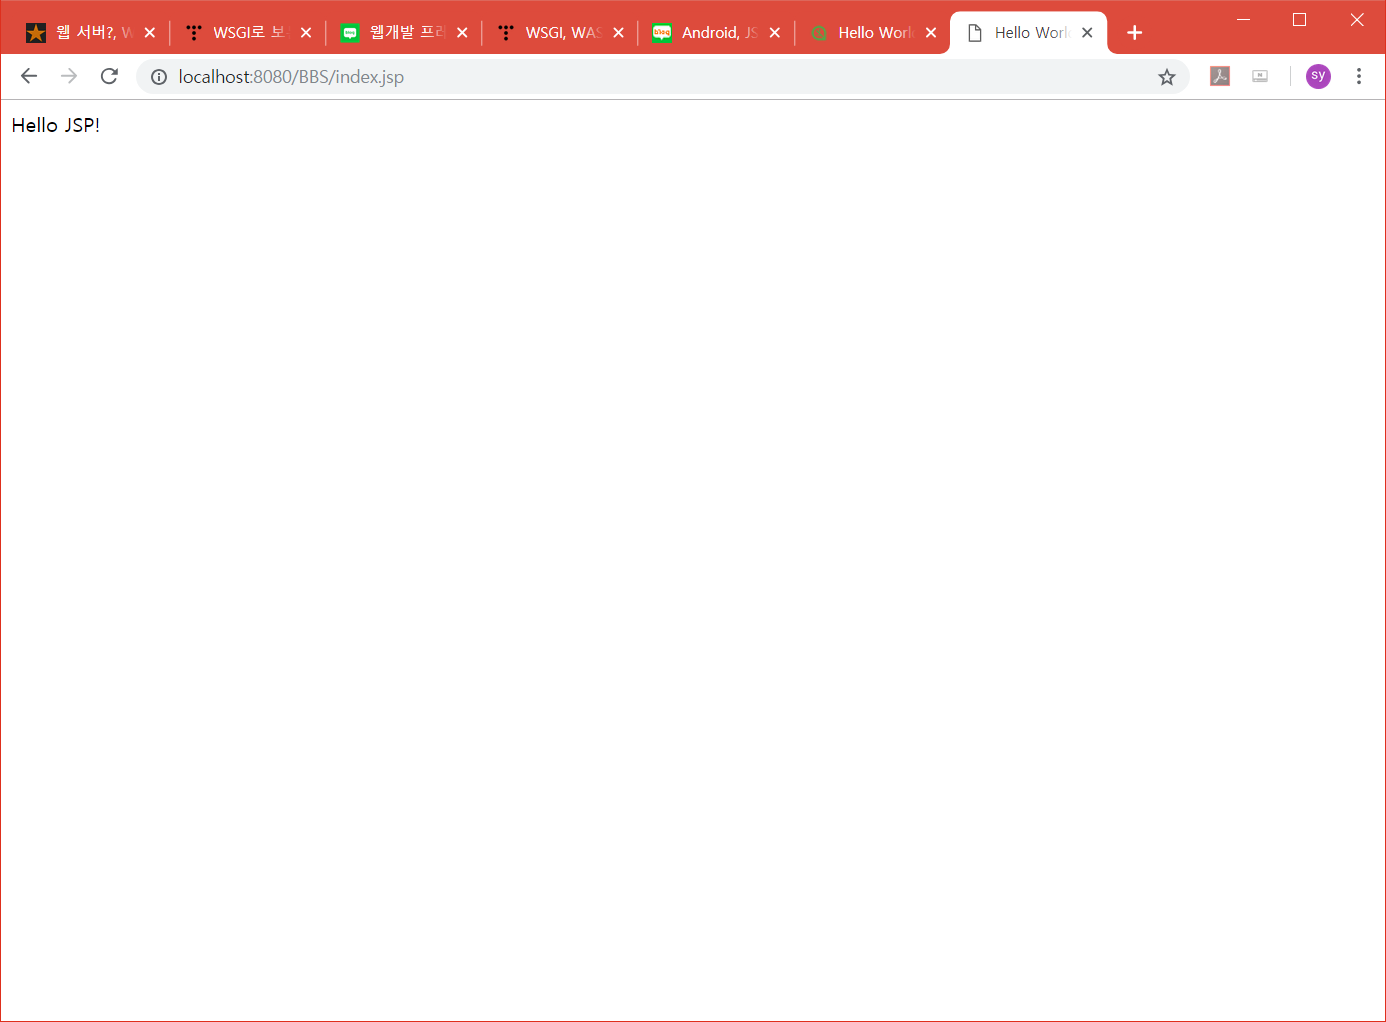 웹 서버?, W
WSGI로 보
웹개발 프
WSGI, WAS
Android, JS
Hello Worl
Hello Worl
localhost:8080/BBS/index.jsp
sy
Hello JSP!